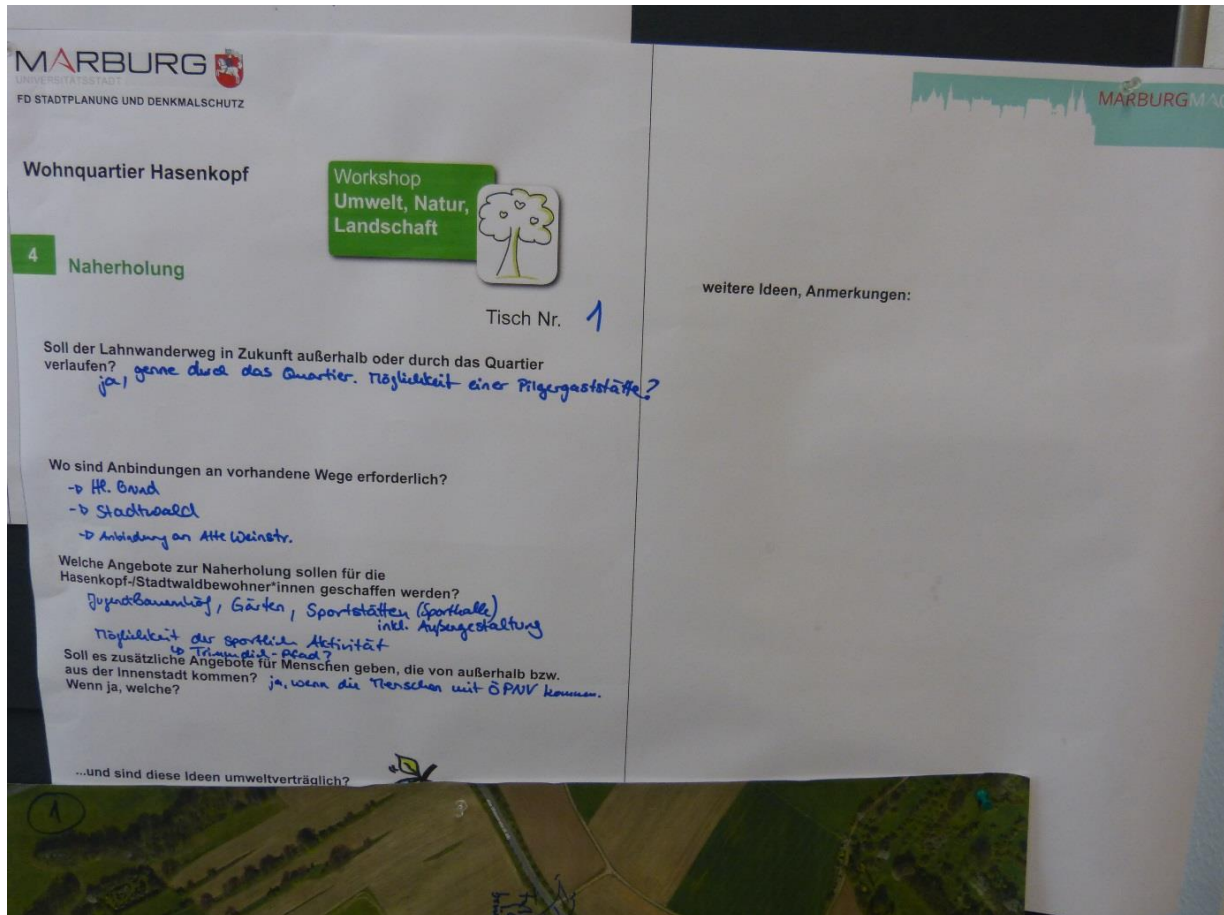 MARBURG
UNIVERSITÄTSSTADT
FD STADTPLANUNG UND DENKMALSCHUTZ
MARBURG
Wohnquartier Hasenkopf
Workshop
Umwelt, Natur,
Landschaft
4 Naherholung
Tisch Nr. 1
Soll der Lahnwanderweg in Zukunft außerhalb oder durch das Quartier
verlaufen?
ja, gerne durch das Quartier. Möglichkeit einer Pilgergaststätte?
Wo sind Anbindungen an vorhandene Wege erforderlich?
-> Hl. Grund
-> Stadtwald
-> Anbindung an Alte Weinstr.
Welche Angebote zur Naherholung sollen für die
Hasenkopf-/Stadtwaldbewohner*innen geschaffen werden?
Jugendbauernhof, Gärten, Sportstätten (Sporthalle)
inkl. Außengestaltung
Möglichkeit der sportlichen Aktivität
↳ Trimmdich-Pfad?
Soll es zusätzliche Angebote für Menschen geben, die von außerhalb bzw.
aus der Innenstadt kommen? ja, wenn die Menschen mit ÖPNV kommen.
Wenn ja, welche?
...und sind diese Ideen umweltverträglich?
weitere Ideen, Anmerkungen:
1
3